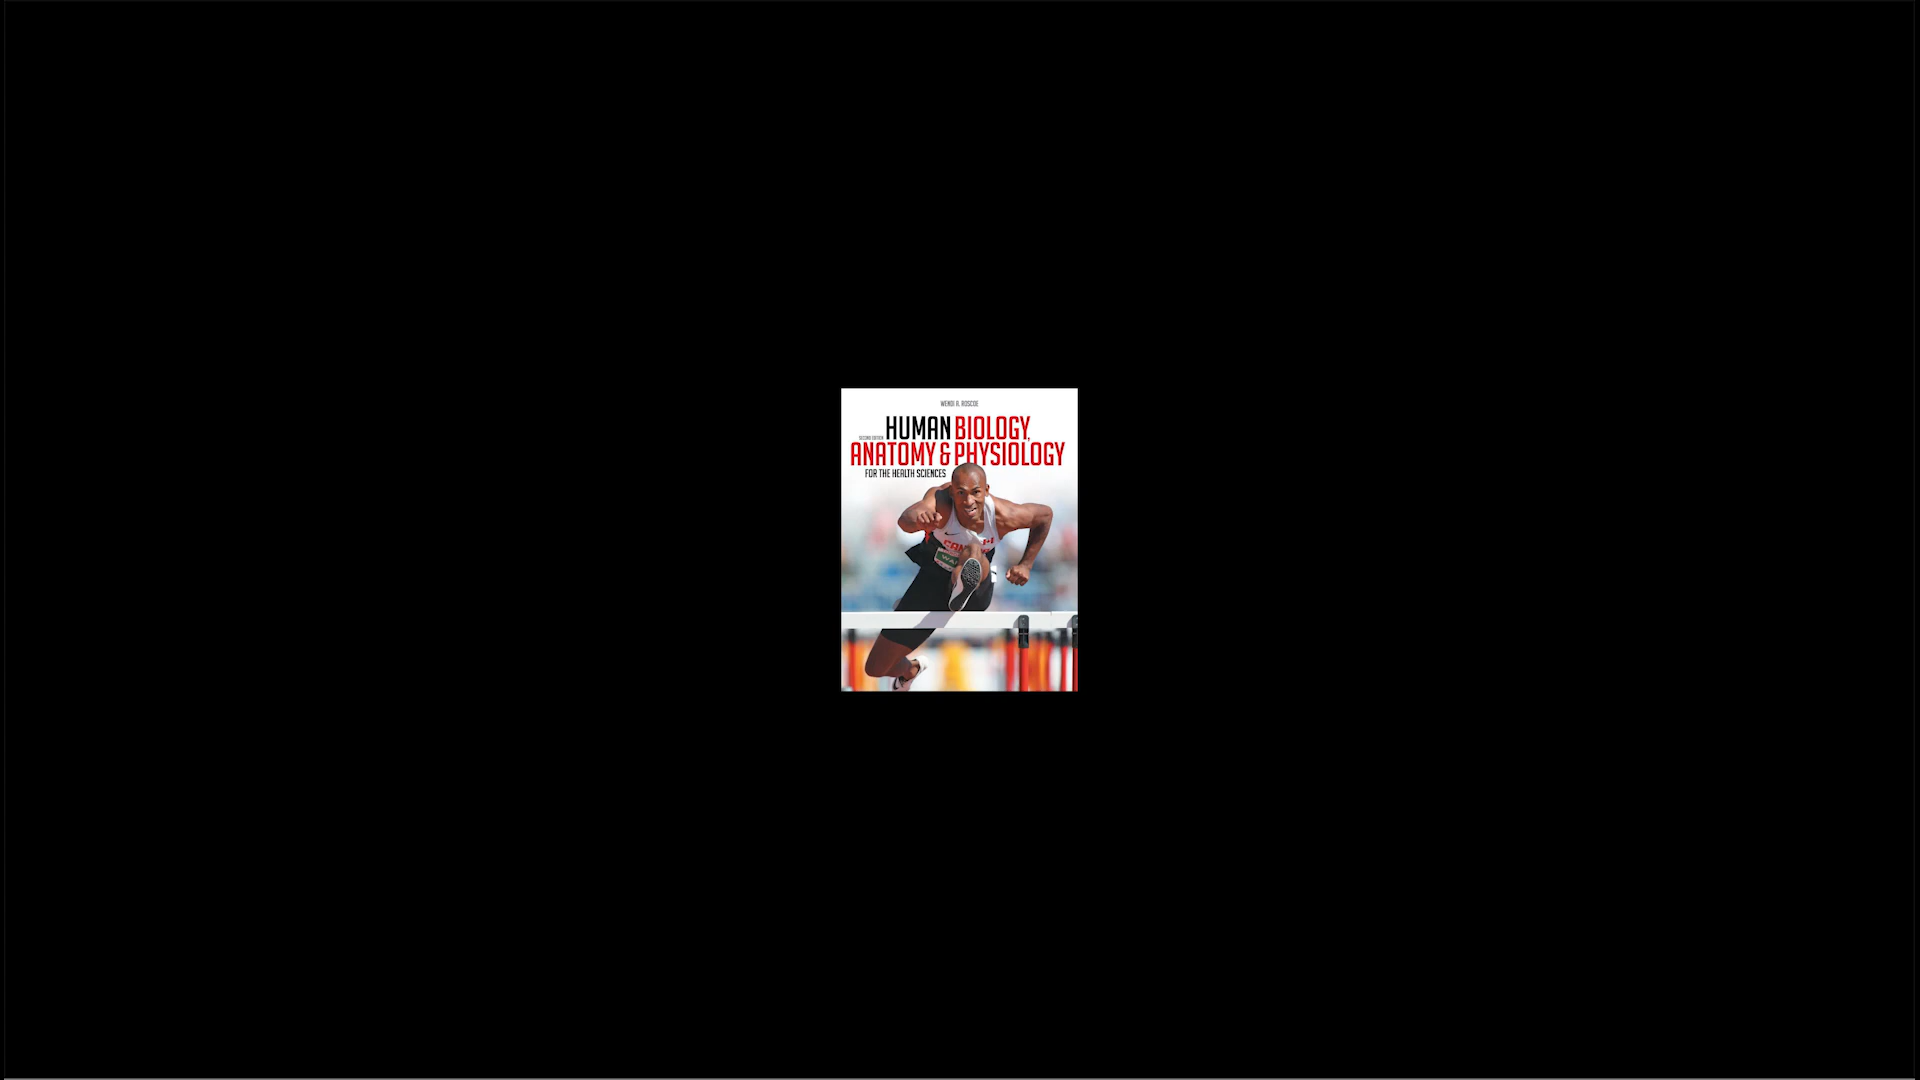 WENDI A. ROSCOE
HUMAN BIOLOGY,
SECOND EDITION
ANATOMY & PHYSIOLOGY
FOR THE HEALTH SCIENCES